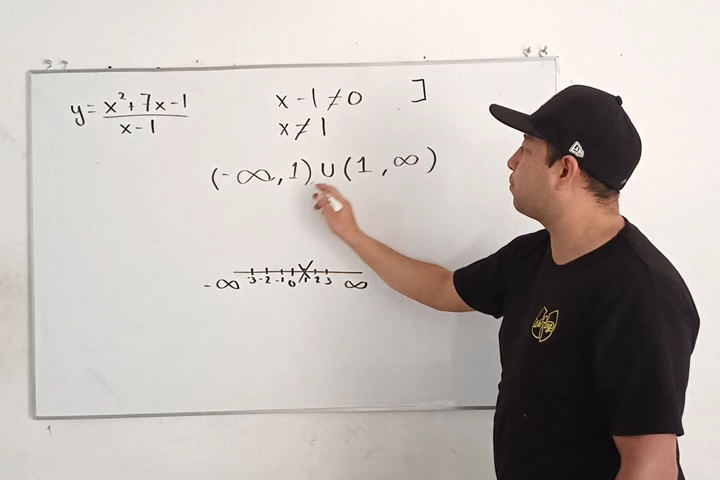 y = x² + 7x - 1 / x - 1
x - 1 ≠ 0 ]
x ≠ 1
(-∞, 1) ∪ (1, ∞)
-∞ -3 -2 -1 0 1 2 3 ∞